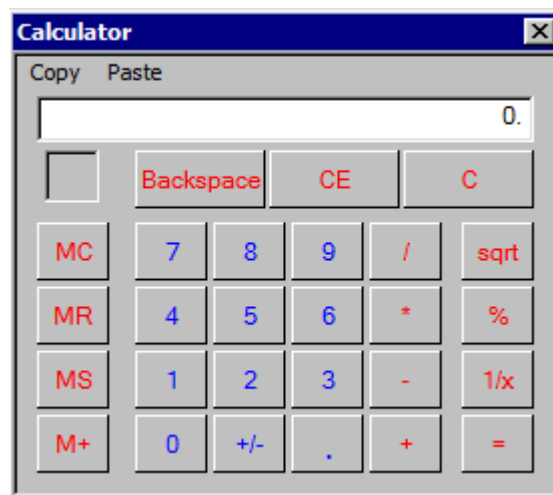 Calculator
Copy Paste
0.
Backspace CE C
MC 7 8 9 / sqrt
MR 4 5 6 * %
MS 1 2 3 - 1/x
M+ 0 +/- . + =